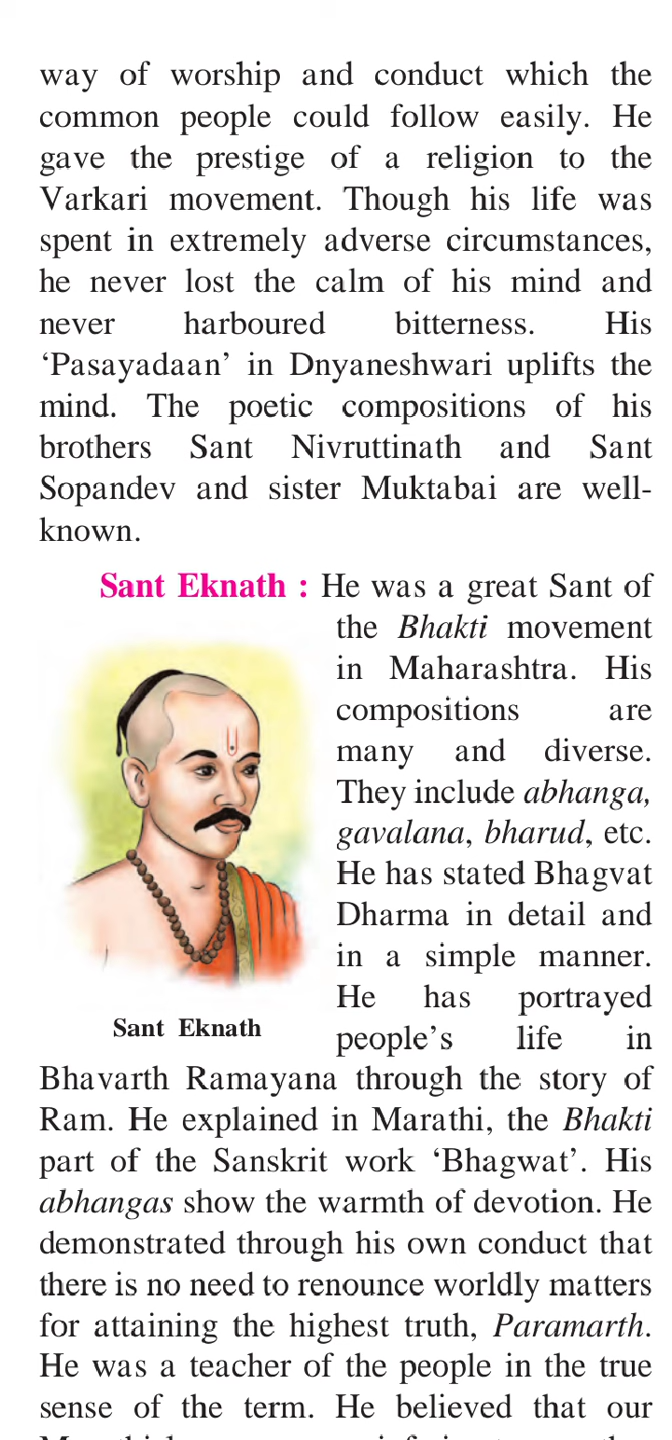 way of worship and conduct which the
common people could follow easily. He
gave the prestige of a religion to the
Varkari movement. Though his life was
spent in extremely adverse circumstances,
he never lost the calm of his mind and
never harboured bitterness. His
‘Pasayadaan’ in Dnyaneshwari uplifts the
mind. The poetic compositions of his
brothers Sant Nivruttinath and Sant
Sopandev and sister Muktabai are well-
known.
Sant Eknath : He was a great Sant of
the Bhakti movement
in Maharashtra. His
compositions are
many and diverse.
They include abhanga,
gavalana, bharud, etc.
He has stated Bhagvat
Dharma in detail and
in a simple manner.
He has portrayed
people’s life in
Sant Eknath
Bhavarth Ramayana through the story of
Ram. He explained in Marathi, the Bhakti
part of the Sanskrit work ‘Bhagwat’. His
abhangas show the warmth of devotion. He
demonstrated through his own conduct that
there is no need to renounce worldly matters
for attaining the highest truth, Paramarth.
He was a teacher of the people in the true
sense of the term. He believed that our